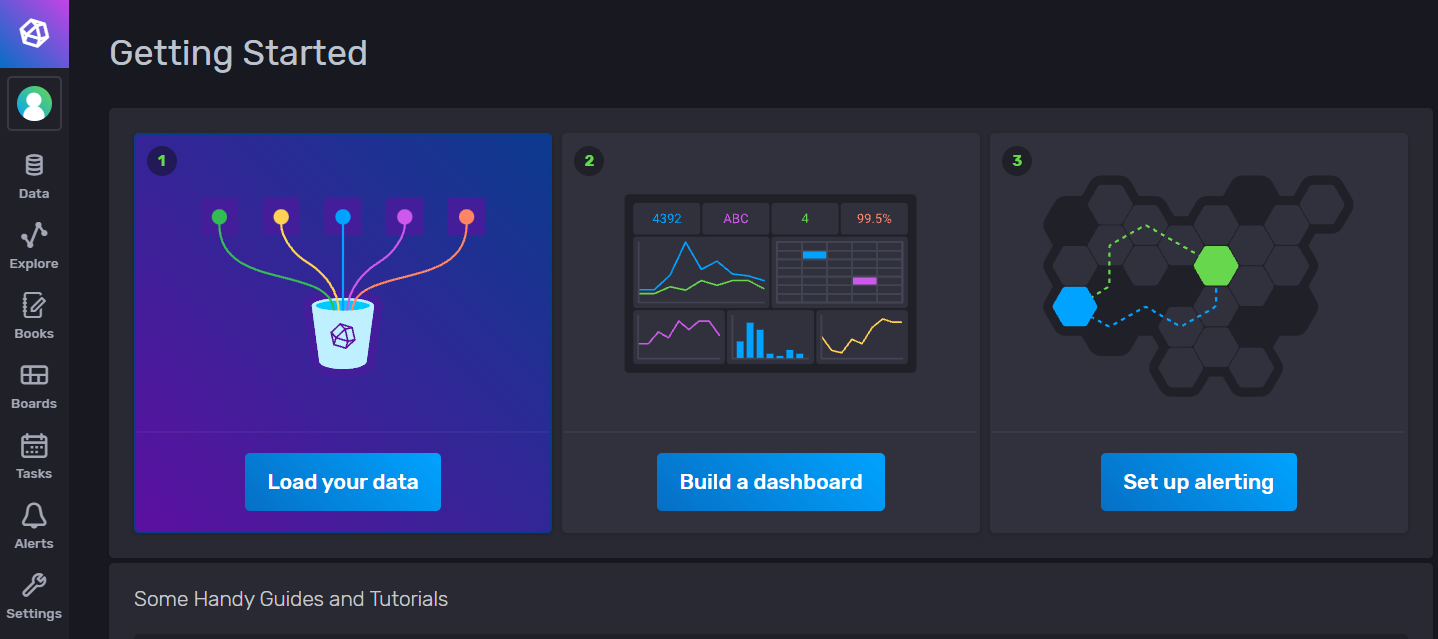 Getting Started
Data
Explore
Books
Boards
Tasks
Alerts
Settings
1
Load your data
2
4392 ABC 4 99.5%
Build a dashboard
3
Set up alerting
Some Handy Guides and Tutorials